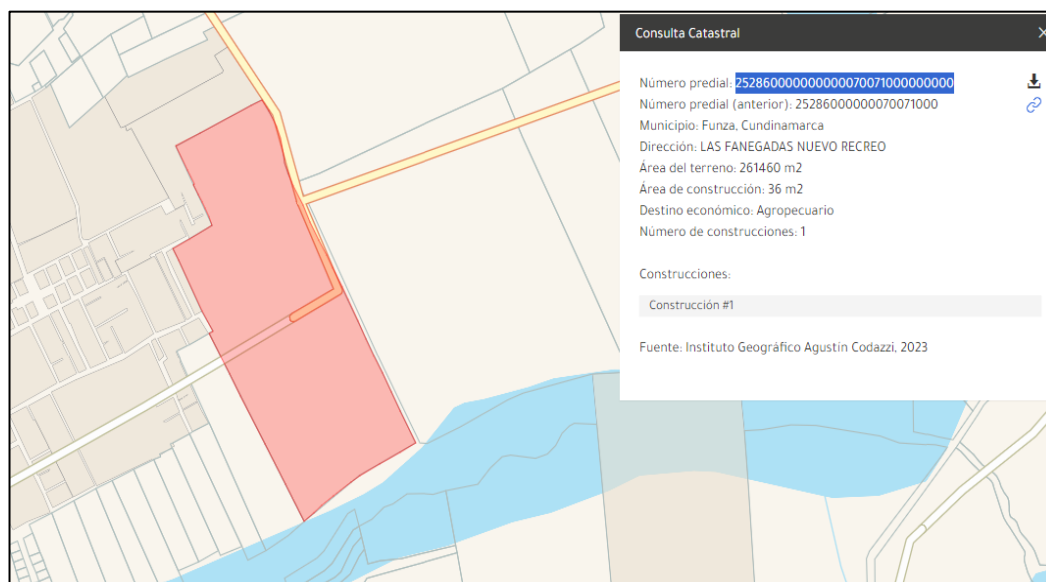 Consulta Catastral
Número predial: 252860000000000070071000000000
Número predial (anterior): 25286000000070071000
Municipio: Funza, Cundinamarca
Dirección: LAS FANEGADAS NUEVO RECREO
Área del terreno: 261460 m2
Área de construcción: 36 m2
Destino económico: Agropecuario
Número de construcciones: 1
Construcciones:
Construcción #1
Fuente: Instituto Geográfico Agustín Codazzi, 2023